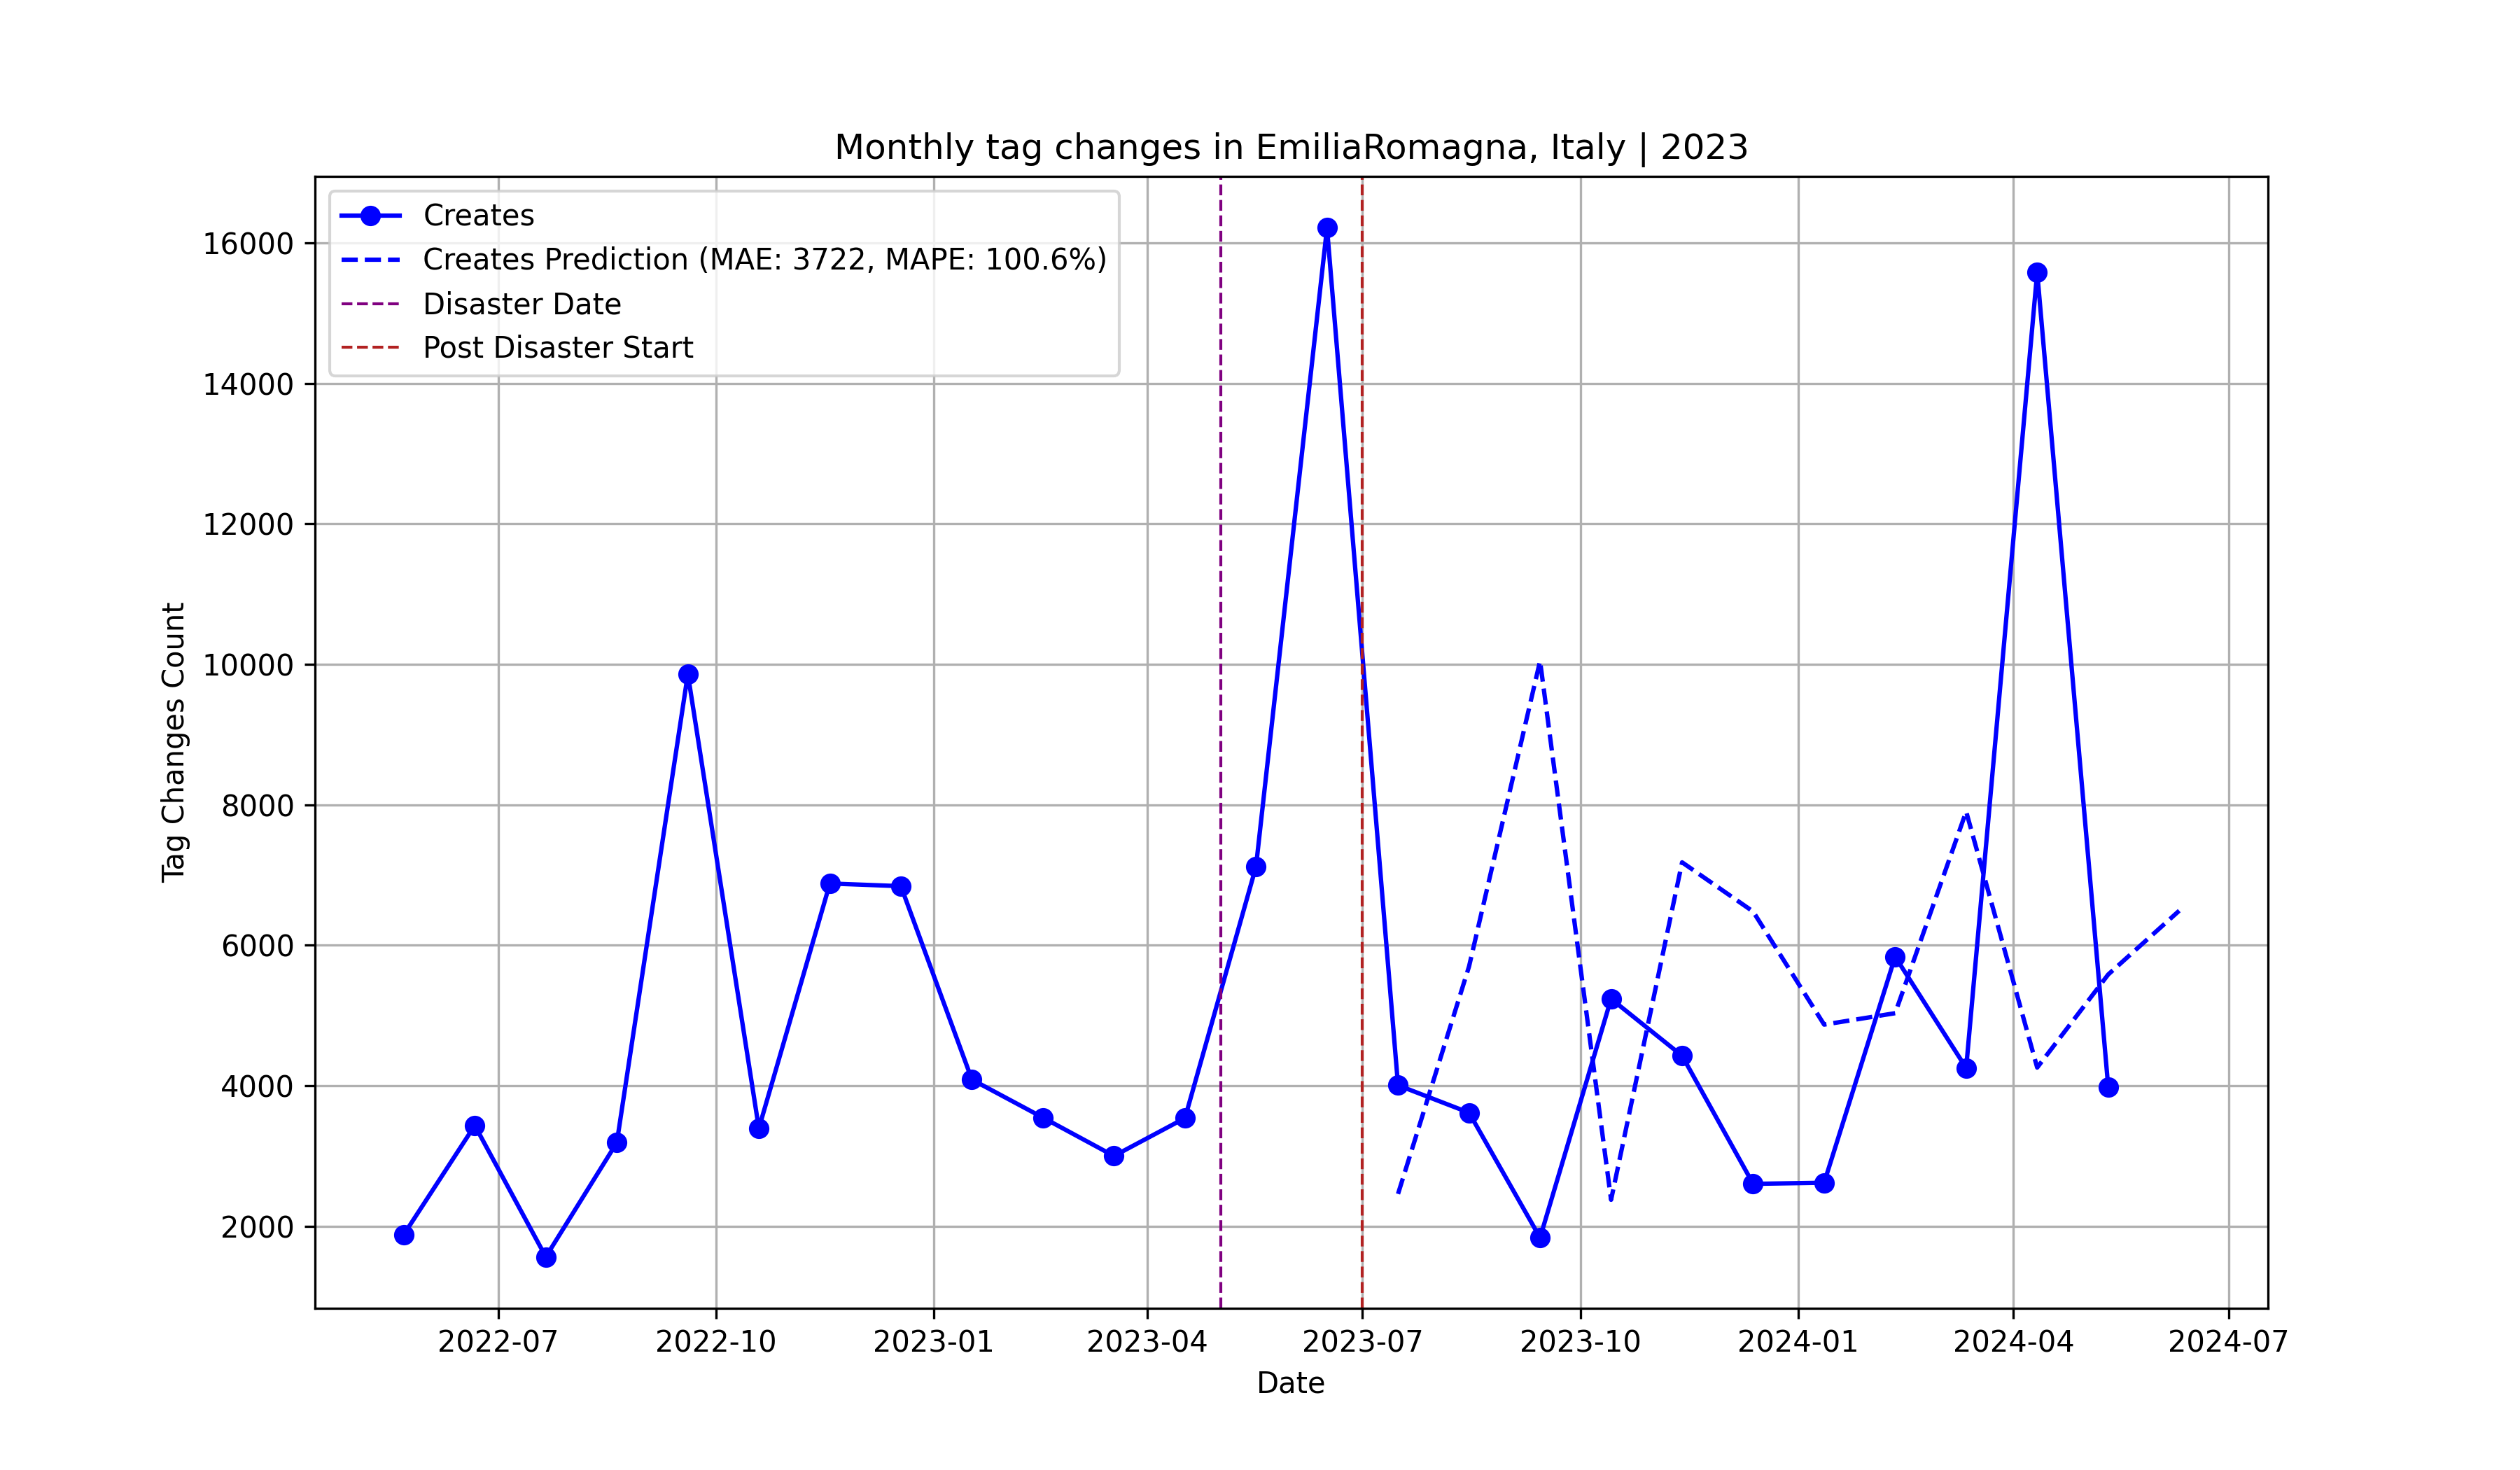 Monthly tag changes in EmiliaRomagna, Italy | 2023
Creates
Creates Prediction (MAE: 3722, MAPE: 100.6%)
Disaster Date
Post Disaster Start
16000
14000
12000
10000
8000
6000
4000
2000
Tag Changes Count
2022-07
2022-10
2023-01
2023-04
2023-07
2023-10
2024-01
2024-04
2024-07
Date